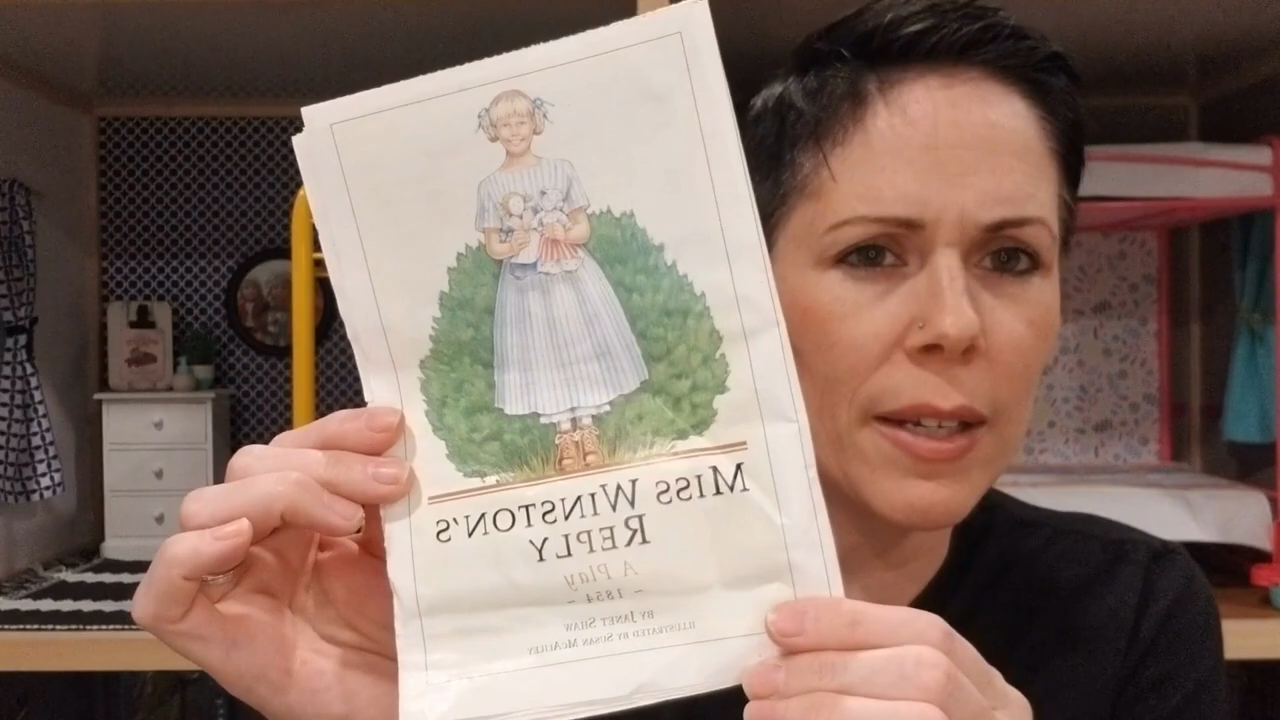 MISS WINSTON'S
REPLY
A Play
~ 1854 ~
BY JANET SHAW
ILLUSTRATED BY SUSAN MCALILEY